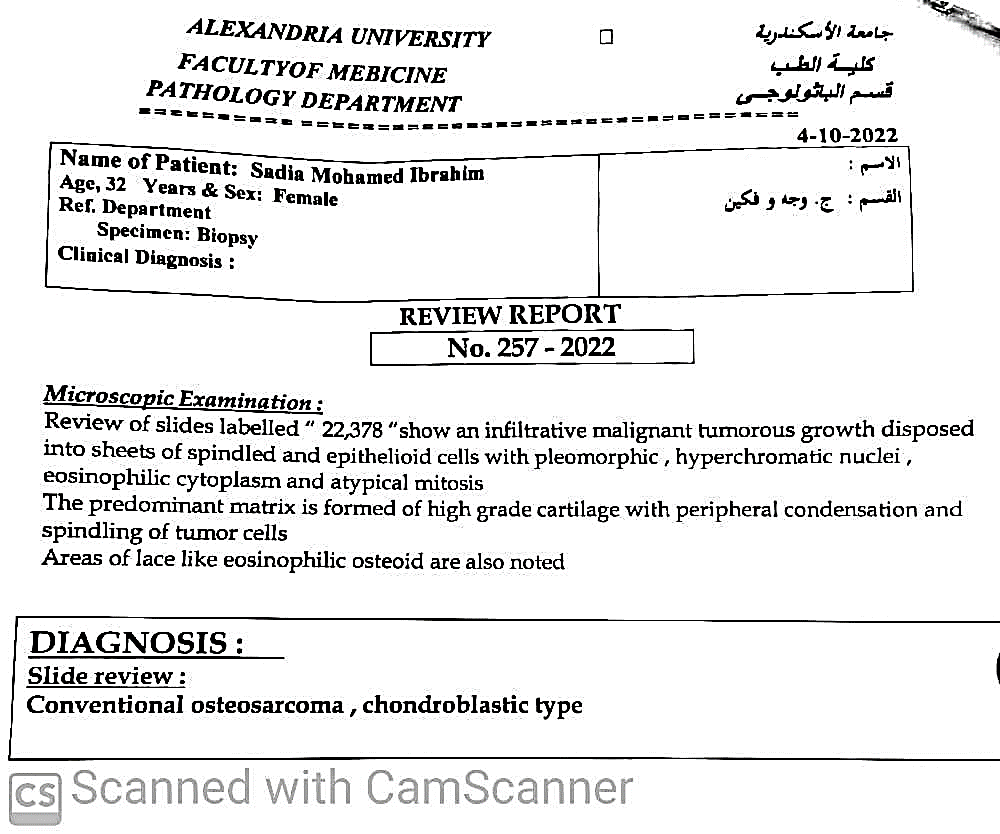 ALEXANDRIA UNIVERSITY
FACULTYOF MEBICINE
PATHOLOGY DEPARTMENT
جامعة الأسكندرية
كلية الطب
قسم الباثولوجى
4-10-2022
Name of Patient: Sadia Mohamed Ibrahim
Age, 32 Years & Sex: Female
Ref. Department
Specimen: Biopsy
Clinical Diagnosis :
الاسم :
القسم : ج. وجه و فكين
REVIEW REPORT
No. 257 - 2022
Microscopic Examination :
Review of slides labelled “ 22,378 “show an infiltrative malignant tumorous growth disposed
into sheets of spindled and epithelioid cells with pleomorphic , hyperchromatic nuclei ,
eosinophilic cytoplasm and atypical mitosis
The predominant matrix is formed of high grade cartilage with peripheral condensation and
spindling of tumor cells
Areas of lace like eosinophilic osteoid are also noted
DIAGNOSIS :
Slide review :
Conventional osteosarcoma , chondroblastic type
CS Scanned with CamScanner